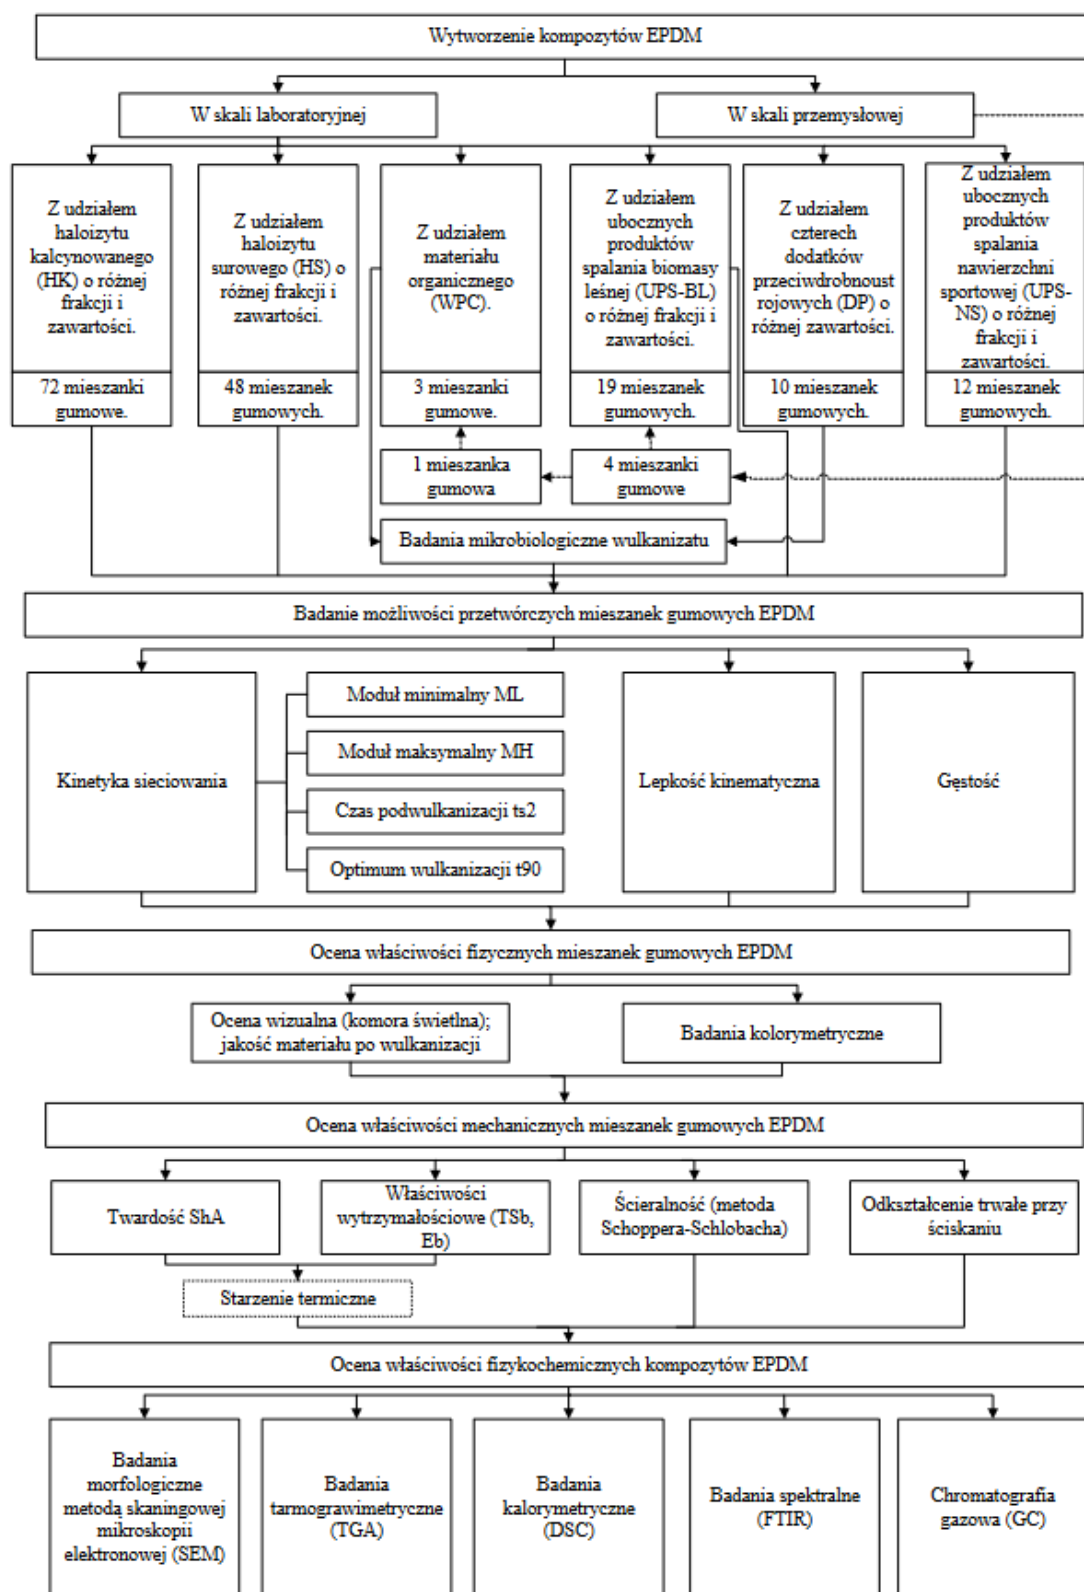 Wytworzenie kompozytów EPDM
W skali laboratoryjnej
W skali przemysłowej
Z udziałem
haloizytu
kalcynowanego
(HK) o różnej
frakcji i
zawartości.
72 mieszanki
gumowe.
Z udziałem
haloizytu
surowego (HS) o
różnej frakcji i
zawartości.
48 mieszanek
gumowych.
Z udziałem
materiału
organicznego
(WPC).
3 mieszanki
gumowe.
Z udziałem
ubocznych
produktów
spalania biomasy
leśnej (UPS-BL)
o różnej frakcji i
zawartości.
19 mieszanek
gumowych.
Z udziałem
czterech
dodatków
przeciwdrobnoust
rojowych (DP) o
różnej zawartości.
10 mieszanek
gumowych.
Z udziałem
ubocznych
produktów
spalania
nawierzchni
sportowej (UPS-
NS) o różnej
frakcji i
zawartości.
12 mieszanek
gumowych.
1 mieszanka
gumowa
4 mieszanki
gumowe
Badania mikrobiologiczne wulkanizatu
Badanie możliwości przetwórczych mieszanek gumowych EPDM
Kinetyka sieciowania
Moduł minimalny ML
Moduł maksymalny MH
Czas podwulkanizacji ts2
Optimum wulkanizacji t90
Lepkość kinematyczna
Gęstość
Ocena właściwości fizycznych mieszanek gumowych EPDM
Ocena wizualna (komora świetlna);
jakość materiału po wulkanizacji
Badania kolorymetryczne
Ocena właściwości mechanicznych mieszanek gumowych EPDM
Twardość ShA
Właściwości
wytrzymałościowe (TSb,
Eb)
Ścieralność (metoda
Schoppera-Schlobacha)
Odkształcenie trwałe przy
ściskaniu
Starzenie termiczne
Ocena właściwości fizykochemicznych kompozytów EPDM
Badania
morfologiczne
metodą skaningowej
mikroskopii
elektronowej (SEM)
Badania
tarmograwimetryczne
(TGA)
Badania
kalorymetryczne
(DSC)
Badania spektralne
(FTIR)
Chromatografia
gazowa (GC)